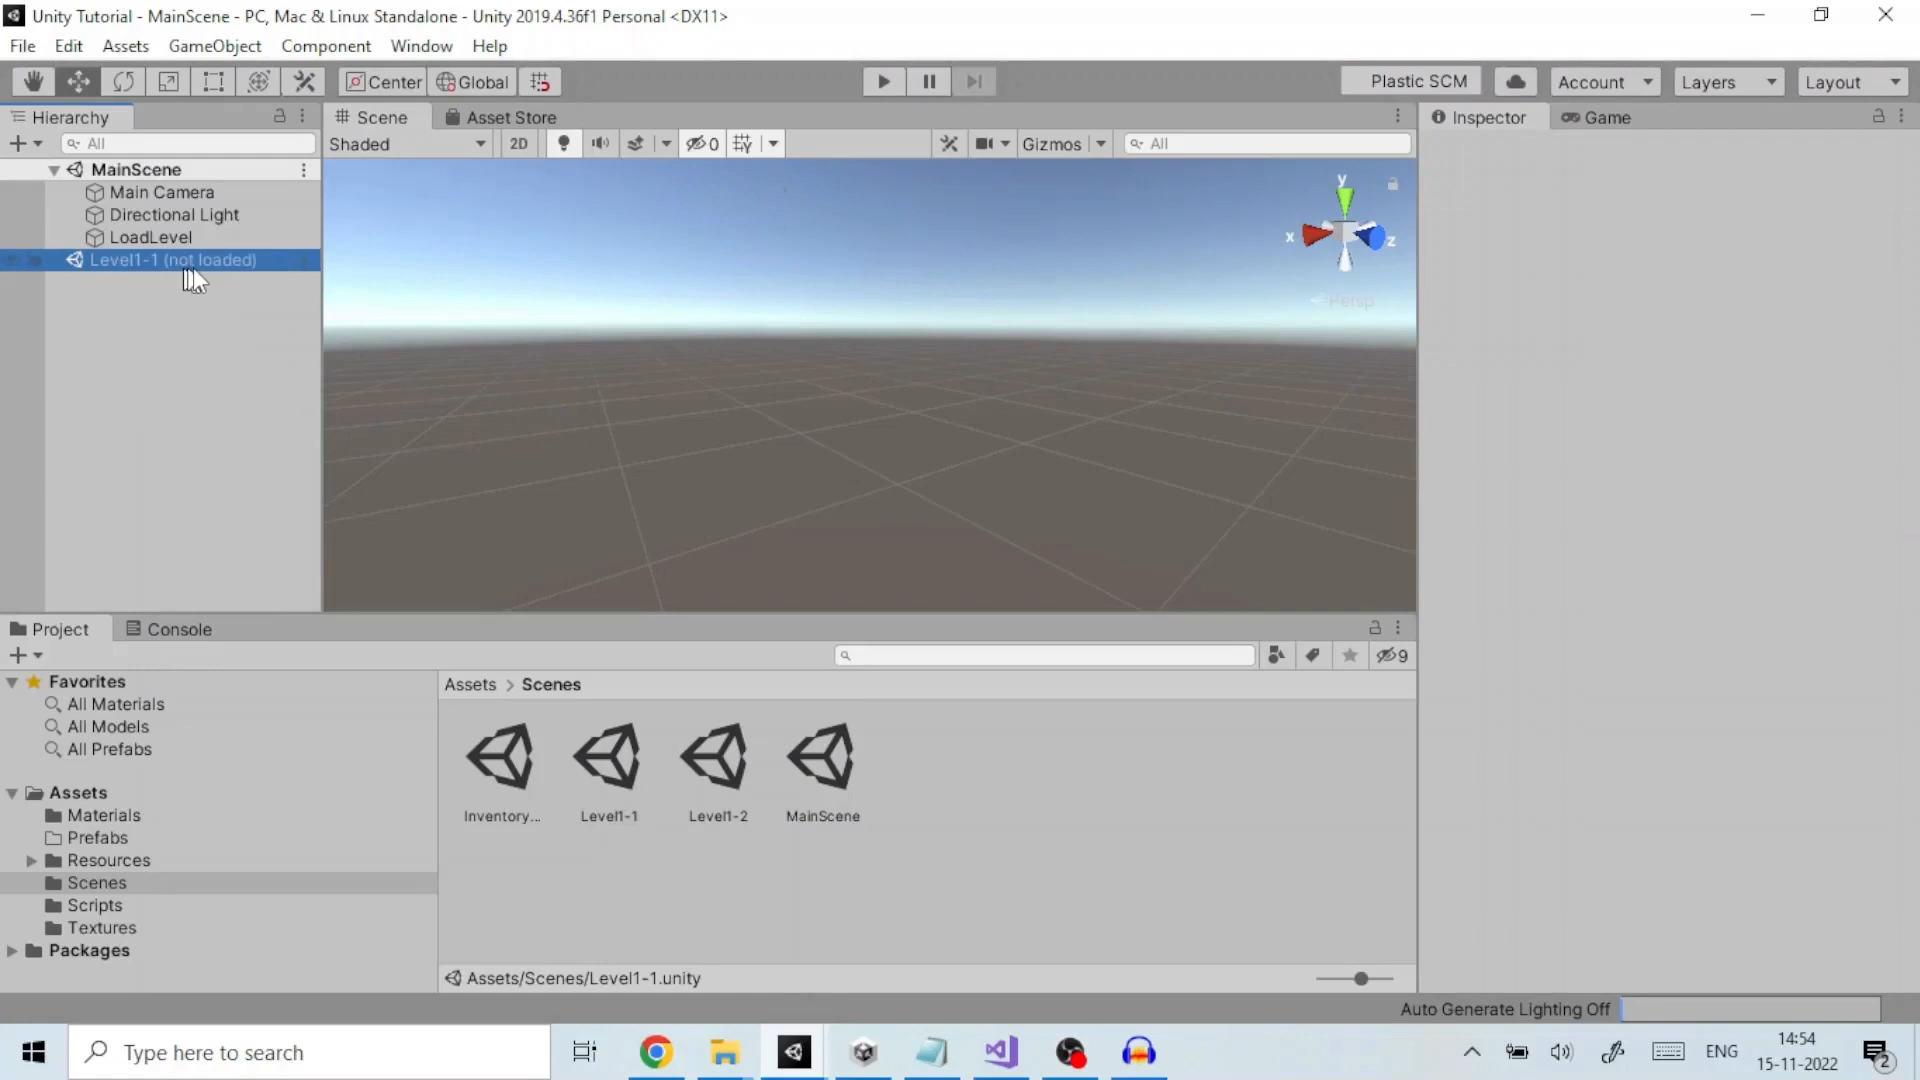 Unity Tutorial - MainScene - PC, Mac & Linux Standalone - Unity 2019.4.36f1 Personal <DX11>
File Edit Assets GameObject Component Window Help
Center Global Plastic SCM Account Layers Layout
Hierarchy Scene Asset Store Inspector Game
All Shaded 2D 0 Gizmos All
MainScene
Main Camera
Directional Light
LoadLevel
Level1-1 (not loaded)
y
x z
Persp
Project Console
9
Favorites
All Materials
All Models
All Prefabs
Assets
Materials
Prefabs
Resources
Scenes
Scripts
Textures
Packages
Assets > Scenes
Inventory... Level1-1 Level1-2 MainScene
Assets/Scenes/Level1-1.unity
Auto Generate Lighting Off
Type here to search
ENG
14:54
15-11-2022
2